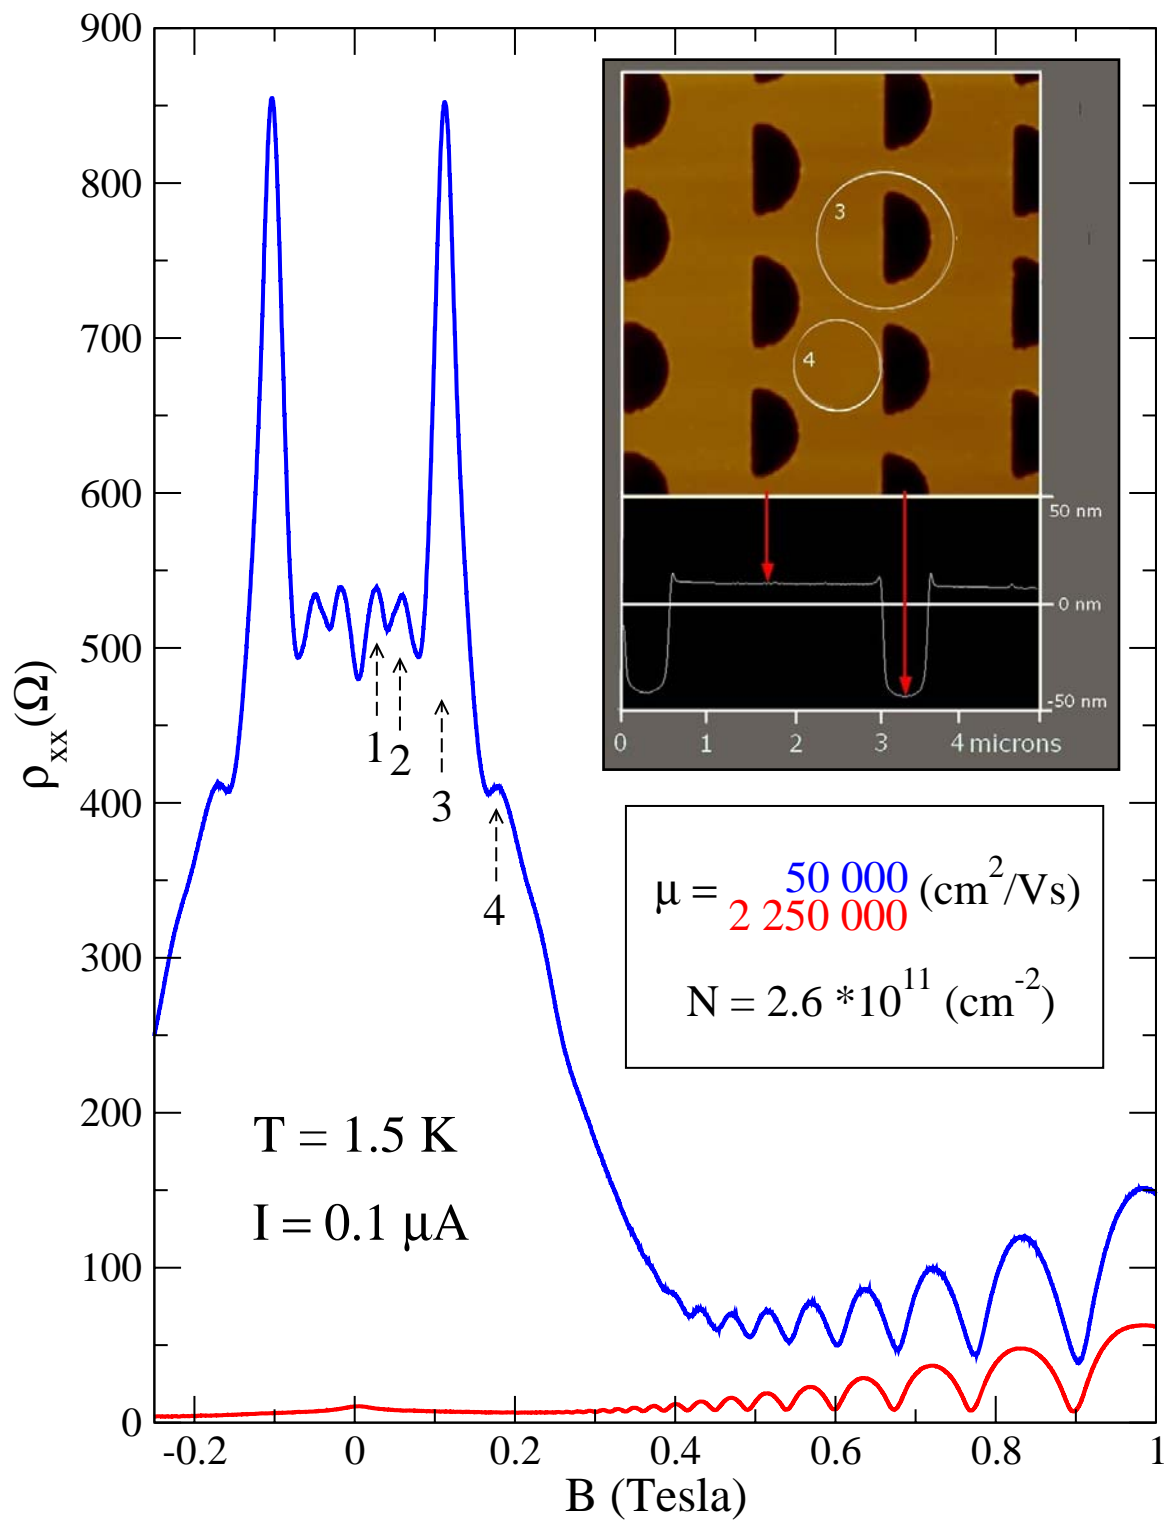 900
800
700
600
500
400
300
200
100
0
ρxx(Ω)
-0.2
0
0.2
0.4
0.6
0.8
1
B (Tesla)
1
2
3
4
T = 1.5 K
I = 0.1 μA
3
4
50 nm
0 nm
-50 nm
0
1
2
3
4 microns
μ = 50 000 (cm²/Vs)
2 250 000
N = 2.6 *10¹¹ (cm⁻²)